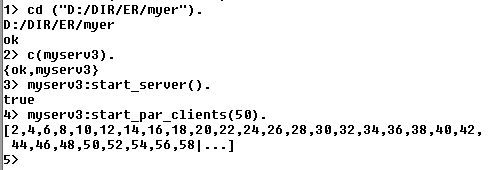 1> cd ("D:/DIR/ER/myer").
D:/DIR/ER/myer
ok
2> c(myserv3).
{ok,myserv3}
3> myserv3:start_server().
true
4> myserv3:start_par_clients(50).
[2,4,6,8,10,12,14,16,18,20,22,24,26,28,30,32,34,36,38,40,42,
44,46,48,50,52,54,56,58|...]
5>